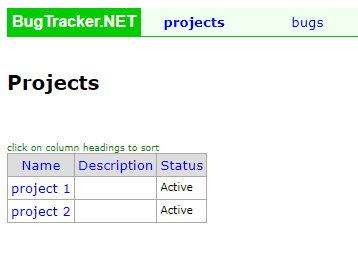 BugTracker.NET projects bugs
Projects
click on column headings to sort
Name Description Status
project 1 Active
project 2 Active